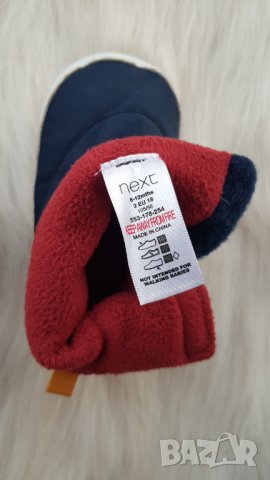 next
6-12mths
2 EU 18
KEEP AWAY FROM FIRE
MADE IN CHINA
NOT INTENDED FOR
WALKING BABIES
BAZAR